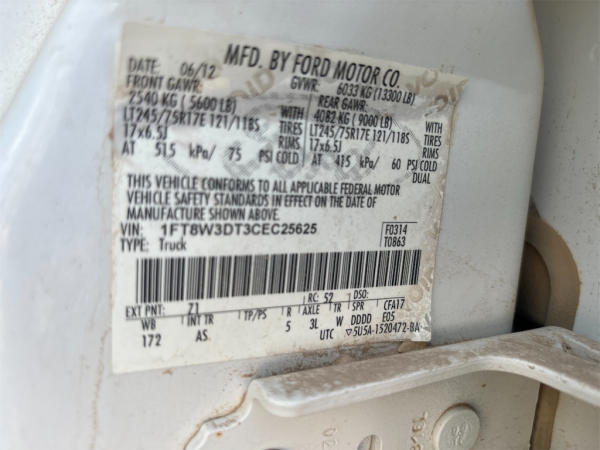 MFD. BY FORD MOTOR CO.
DATE: 06/12 GVWR: 6033 KG (13300 LB)
FRONT GAWR: REAR GAWR:
2540 KG (5600 LB) WITH 4082 KG (9000 LB) WITH
LT245/75R17E 121/118S TIRES LT245/75R17E 121/118S TIRES
17x6.5J RIMS 17x6.5J RIMS
AT 515 kPa/ 75 PSI COLD AT 415 kPa/ 60 PSI COLD
DUAL
THIS VEHICLE CONFORMS TO ALL APPLICABLE FEDERAL MOTOR
VEHICLE SAFETY STANDARDS IN EFFECT ON THE DATE OF
MANUFACTURE SHOWN ABOVE.
VIN: 1FT8W3DT3CEC25625 F0314
TYPE: Truck T0863
EXT PNT: Z1 RC: 52 DSO:
WB INT TR TP/PS R AXLE TR SPR CFA17
172 AS 5 3L W DDDD E05
UTC ▽5U5A-1520472-BA